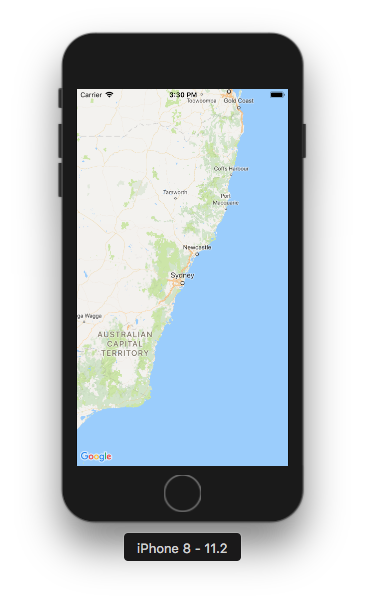 Carrier 3:30 PM
Toowoomba
Gold Coast
Coffs Harbour
Tamworth
Port
Macquarie
Newcastle
Sydney
ga Wagga
AUSTRALIAN
CAPITAL
TERRITORY
Google
iPhone 8 - 11.2